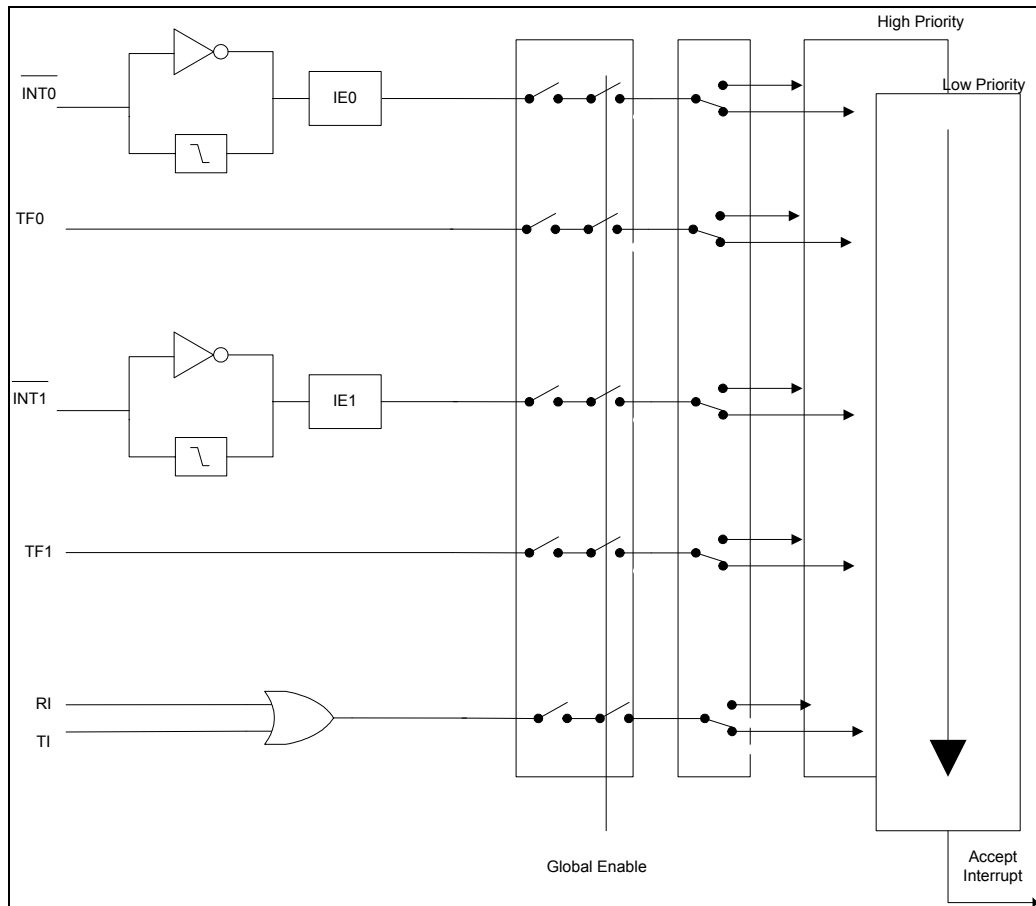 High Priority
Low Priority
INT0
IE0
TF0
INT1
IE1
TF1
RI
TI
Global Enable
Accept
Interrupt